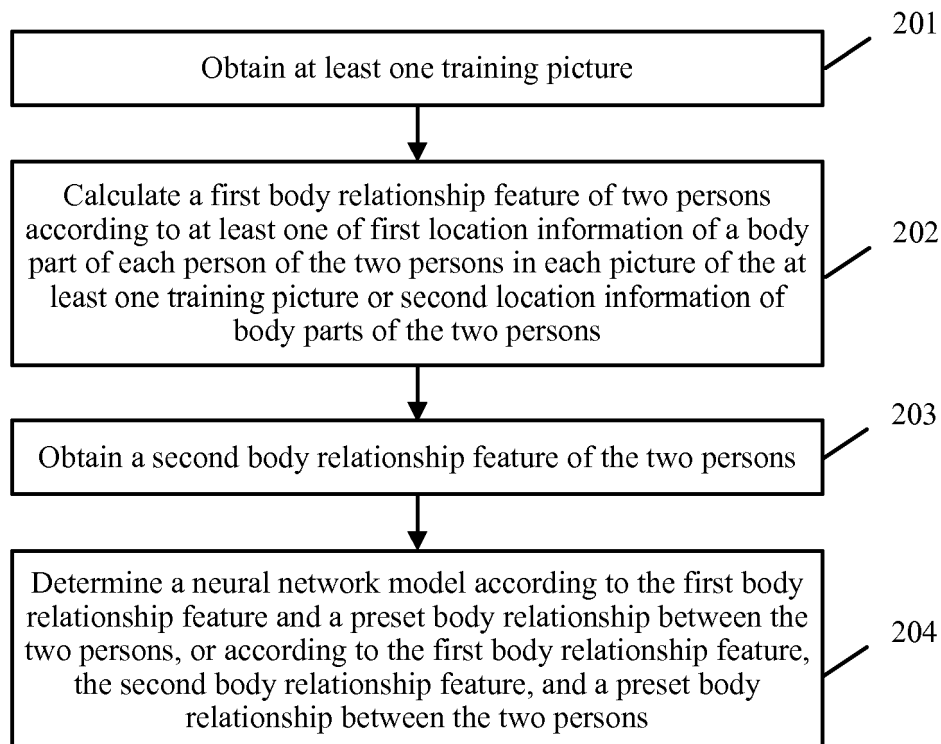 201
Obtain at least one training picture
Calculate a first body relationship feature of two persons
according to at least one of first location information of a body
part of each person of the two persons in each picture of the at
least one training picture or second location information of
body parts of the two persons
202
203
Obtain a second body relationship feature of the two persons
Determine a neural network model according to the first body
relationship feature and a preset body relationship between the
two persons, or according to the first body relationship feature,
the second body relationship feature, and a preset body
relationship between the two persons
204